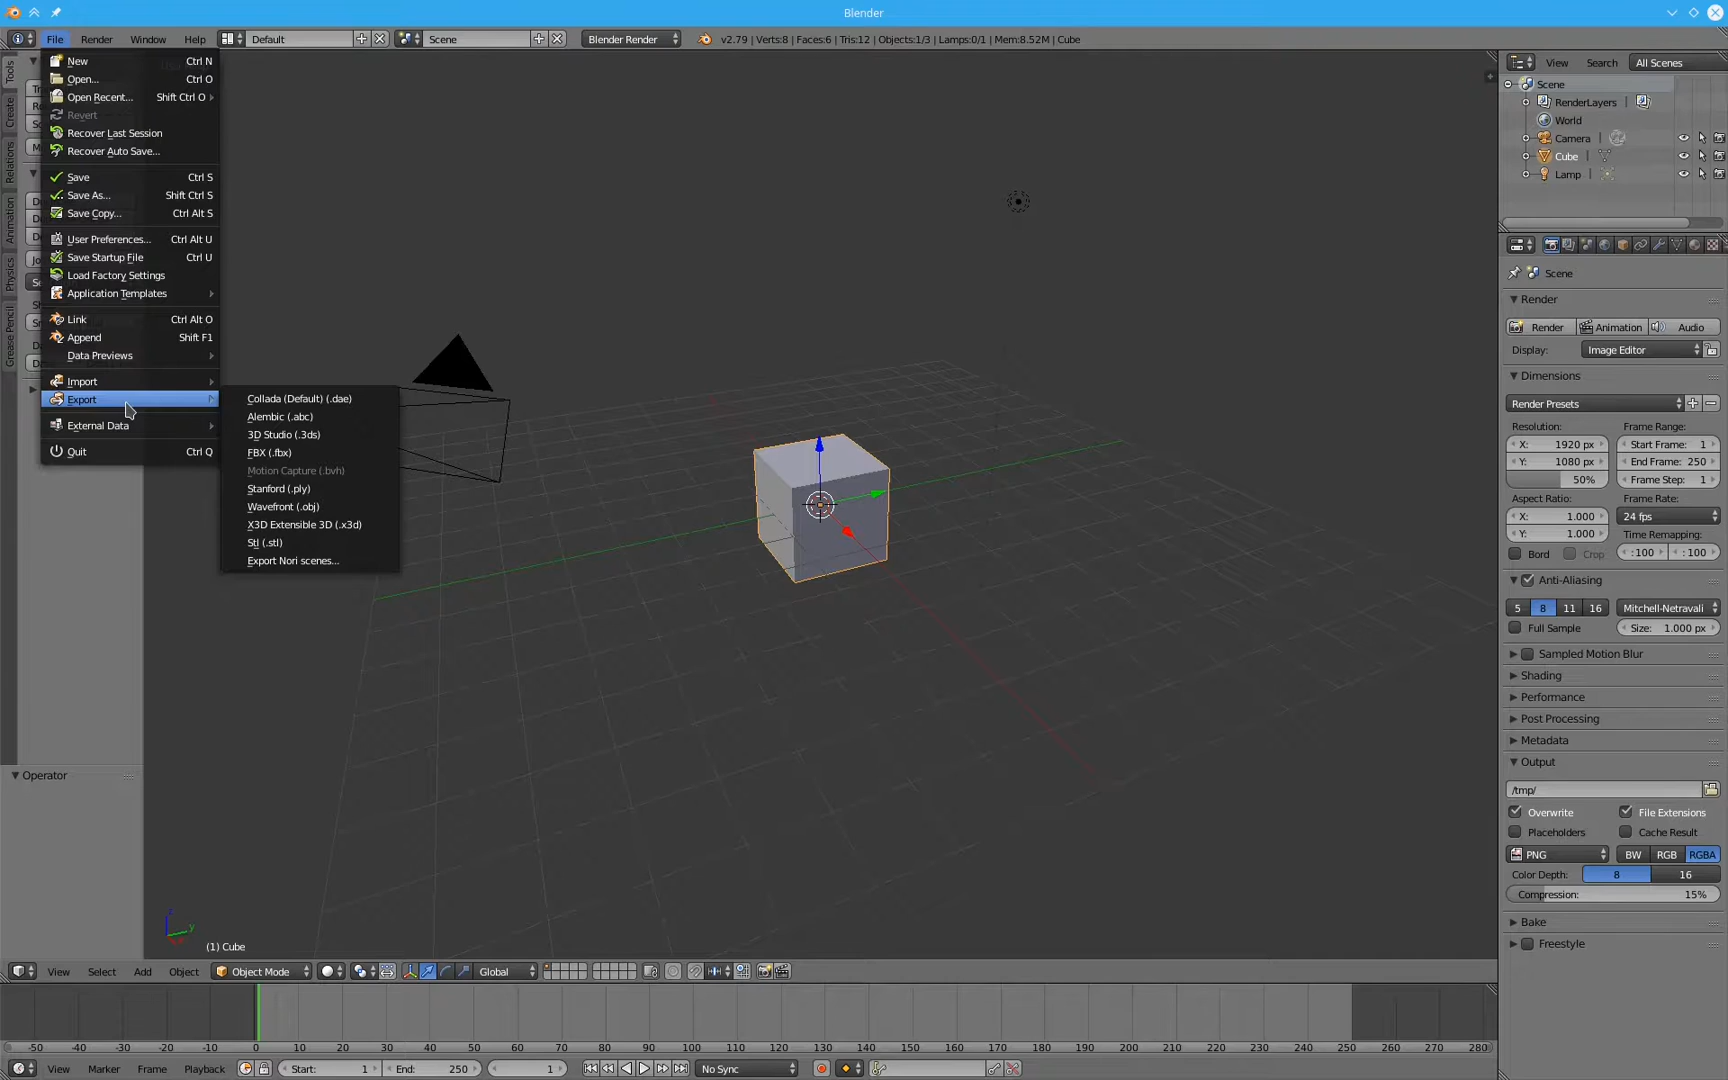 Blender
File Render Window Help Default Scene Blender Render v2.79 | Verts:8 | Faces:6 | Tris:12 | Objects:1/3 | Lamps:0/1 | Mem:8.52M | Cube
New Ctrl N
Open... Ctrl O
Open Recent... Shift Ctrl O
Revert
Recover Last Session
Recover Auto Save...
Save Ctrl S
Save As... Shift Ctrl S
Save Copy... Ctrl Alt S
User Preferences... Ctrl Alt U
Save Startup File Ctrl U
Load Factory Settings
Application Templates
Link Ctrl Alt O
Append Shift F1
Data Previews
Import
Export
External Data
Quit Ctrl Q
Collada (Default) (.dae)
Alembic (.abc)
3D Studio (.3ds)
FBX (.fbx)
Motion Capture (.bvh)
Stanford (.ply)
Wavefront (.obj)
X3D Extensible 3D (.x3d)
Stl (.stl)
Export Nori scenes...
Tools
Create
Relations
Animation
Physics
Grease Pencil
Operator
(1) Cube
View Search All Scenes
Scene
RenderLayers
World
Camera
Cube
Lamp
Scene
Render
Render Animation Audio
Display: Image Editor
Dimensions
Render Presets
Resolution: Frame Range:
X: 1920 px Start Frame: 1
Y: 1080 px End Frame: 250
50% Frame Step: 1
Aspect Ratio: Frame Rate:
X: 1.000 24 fps
Y: 1.000 Time Remapping:
Bord Crop :100 :100
Anti-Aliasing
5 8 11 16 Mitchell-Netravali
Full Sample Size: 1.000 px
Sampled Motion Blur
Shading
Performance
Post Processing
Metadata
Output
/tmp/
Overwrite File Extensions
Placeholders Cache Result
PNG BW RGB RGBA
Color Depth: 8 16
Compression: 15%
Bake
Freestyle
View Select Add Object Object Mode Global
-50 -40 -30 -20 -10 0 10 20 30 40 50 60 70 80 90 100 110 120 130 140 150 160 170 180 190 200 210 220 230 240 250 260 270 280
View Marker Frame Playback Start: 1 End: 250 1 No Sync